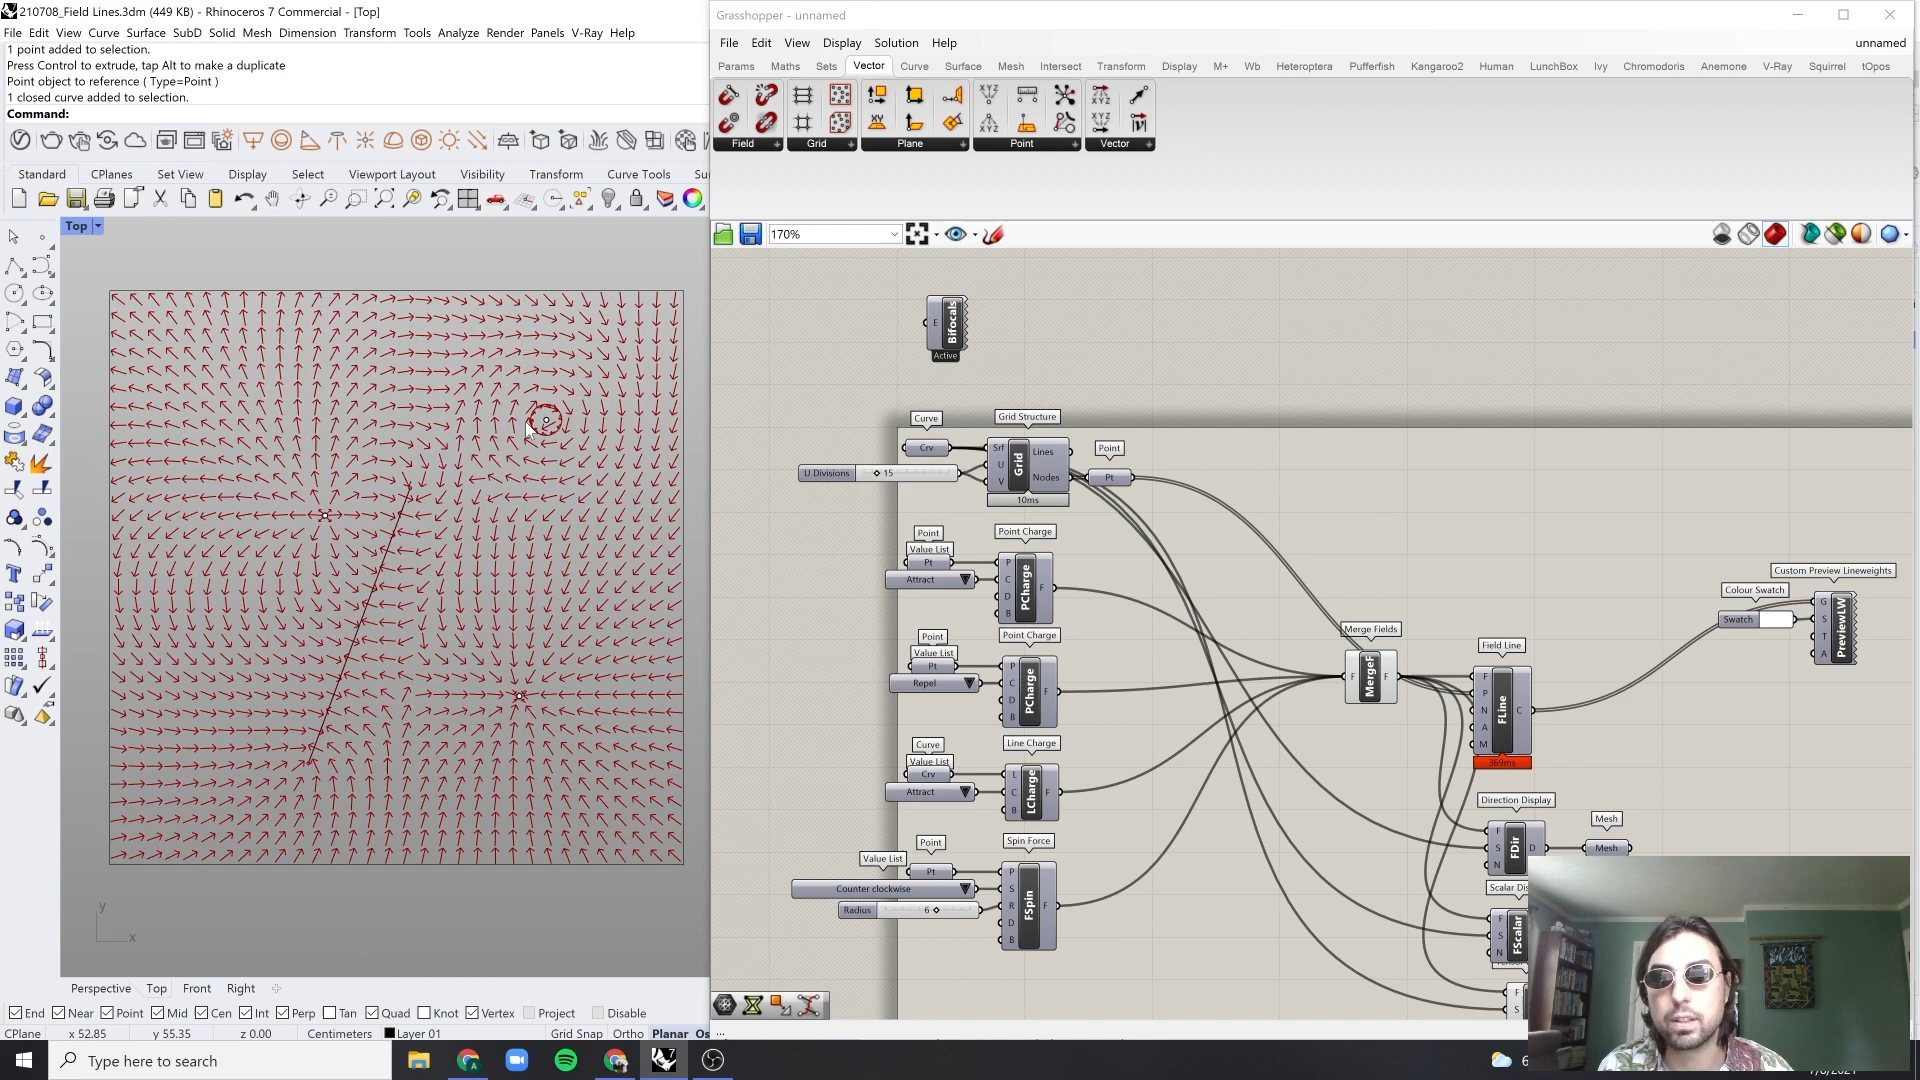 210708_Field Lines.3dm (449 KB) - Rhinoceros 7 Commercial - [Top]
File Edit View Curve Surface SubD Solid Mesh Dimension Transform Tools Analyze Render Panels V-Ray Help
1 point added to selection.
Press Control to extrude, tap Alt to make a duplicate
Point object to reference ( Type=Point )
1 closed curve added to selection.
Command:
Standard CPlanes Set View Display Select Viewport Layout Visibility Transform Curve Tools Su
Top
y
x
Perspective Top Front Right
End Near Point Mid Cen Int Perp Tan Quad Knot Vertex Project Disable
CPlane x 52.85 y 55.35 z 0.00 Centimeters Layer 01 Grid Snap Ortho Planar Os
Type here to search
Grasshopper - unnamed
File Edit View Display Solution Help
unnamed
Params Maths Sets Vector Curve Surface Mesh Intersect Transform Display M+ Wb Heteroptera Pufferfish Kangaroo2 Human LunchBox Ivy Chromodoris Anemone V-Ray Squirrel tOpos
Field Grid Plane Point Vector
170%
E Bifocals
Active
Curve
Grid Structure
Crv
Srf U V Grid Lines Nodes
10ms
U Divisions 15
Point
Pt
Point
Value List
Pt
Attract
Point Charge
P C D B PCharge F
Point
Value List
Pt
Repel
Point Charge
P C D B PCharge F
Curve
Value List
Crv
Attract
Line Charge
L C B LCharge F
Point
Value List
Pt
Counter clockwise
Radius 6
Spin Force
P S R D B FSpin F
Merge Fields
F MergeF F
Field Line
F P N A M FLine C
369ms
Custom Preview Lineweights
Colour Swatch
Swatch
G S T A PreviewLW
Direction Display
F S N FDir D
Mesh
Mesh
Scalar Dis
F S N FScalar
F
S
...
6